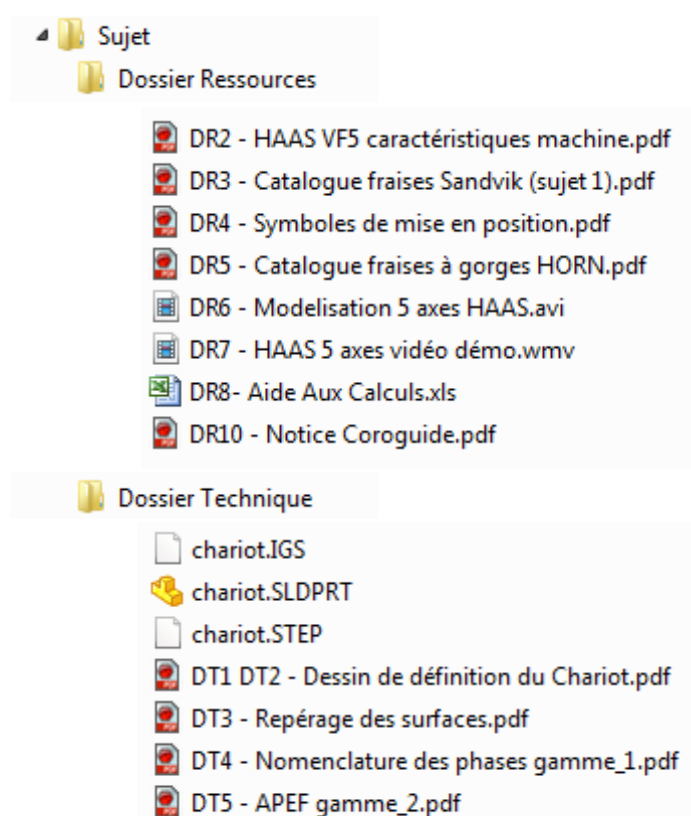 Sujet
Dossier Ressources
DR2 - HAAS VF5 caractéristiques machine.pdf
DR3 - Catalogue fraises Sandvik (sujet 1).pdf
DR4 - Symboles de mise en position.pdf
DR5 - Catalogue fraises à gorges HORN.pdf
DR6 - Modelisation 5 axes HAAS.avi
DR7 - HAAS 5 axes vidéo démo.wmv
DR8- Aide Aux Calculs.xls
DR10 - Notice Coroguide.pdf
Dossier Technique
chariot.IGS
chariot.SLDPRT
chariot.STEP
DT1 DT2 - Dessin de définition du Chariot.pdf
DT3 - Repérage des surfaces.pdf
DT4 - Nomenclature des phases gamme_1.pdf
DT5 - APEF gamme_2.pdf